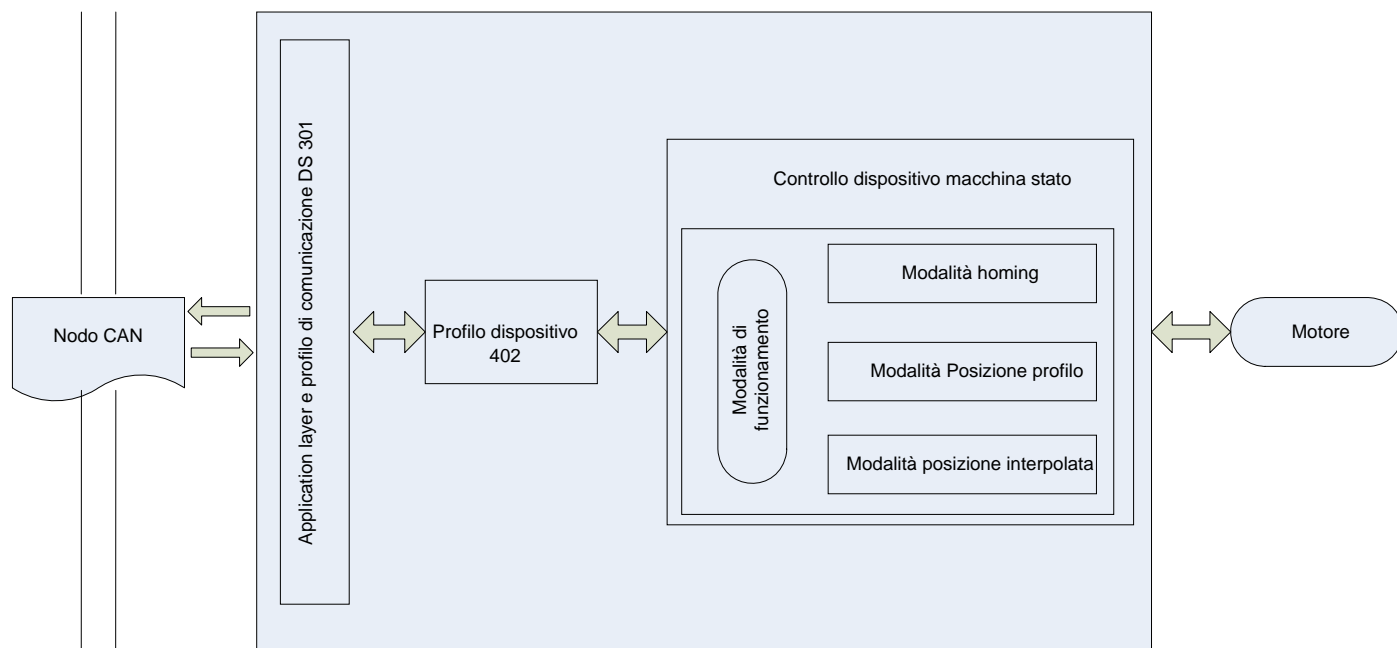 Nodo CAN
Application layer e profilo di comunicazione DS 301
Profilo dispositivo
402
Controllo dispositivo macchina stato
Modalità di
funzionamento
Modalità homing
Modalità Posizione profilo
Modalità posizione interpolata
Motore